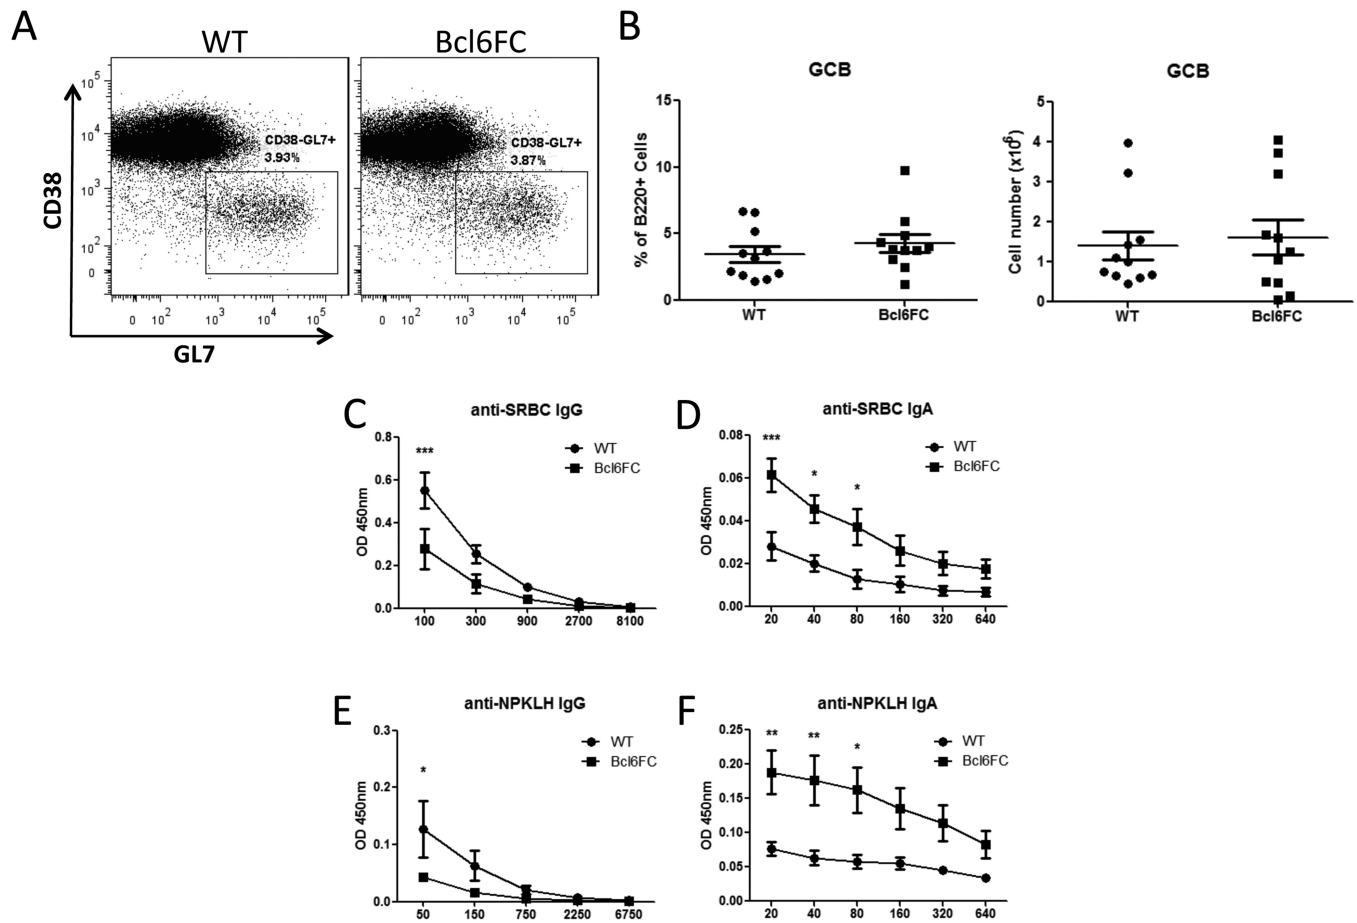 A
WT
Bcl6FC
CD38
10^5
10^4
10^3
10^2
0
CD38-GL7+
3.93%
CD38-GL7+
3.87%
0 10^2 10^3 10^4 10^5
0 10^2 10^3 10^4 10^5
GL7
B
GCB
% of B220+ Cells
15
10
5
0
WT
Bcl6FC
GCB
Cell number (x10^6)
5
4
3
2
1
0
WT
Bcl6FC
C
anti-SRBC IgG
OD 450nm
0.8
0.6
0.4
0.2
0.0
***
WT
Bcl6FC
100 300 900 2700 8100
D
anti-SRBC IgA
OD 450nm
0.08
0.06
0.04
0.02
0.00
***
*
*
WT
Bcl6FC
20 40 80 160 320 640
E
anti-NPKLH IgG
OD 450nm
0.3
0.2
0.1
0.0
*
WT
Bcl6FC
50 150 750 2250 6750
F
anti-NPKLH IgA
OD 450nm
0.25
0.20
0.15
0.10
0.05
0.00
**
**
*
WT
Bcl6FC
20 40 80 160 320 640